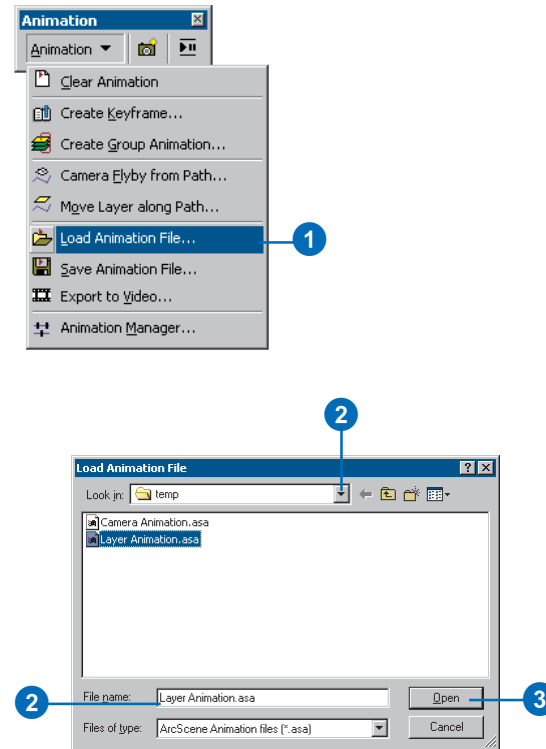 Animation
Animation
Clear Animation
Create Keyframe...
Create Group Animation...
Camera Flyby from Path...
Move Layer along Path...
Load Animation File...
1
Save Animation File...
Export to Video...
Animation Manager...
2
Load Animation File
Look in: temp
Camera Animation.asa
Layer Animation.asa
2
File name: Layer Animation.asa Open
3
Files of type: ArcScene Animation files (*.asa) Cancel